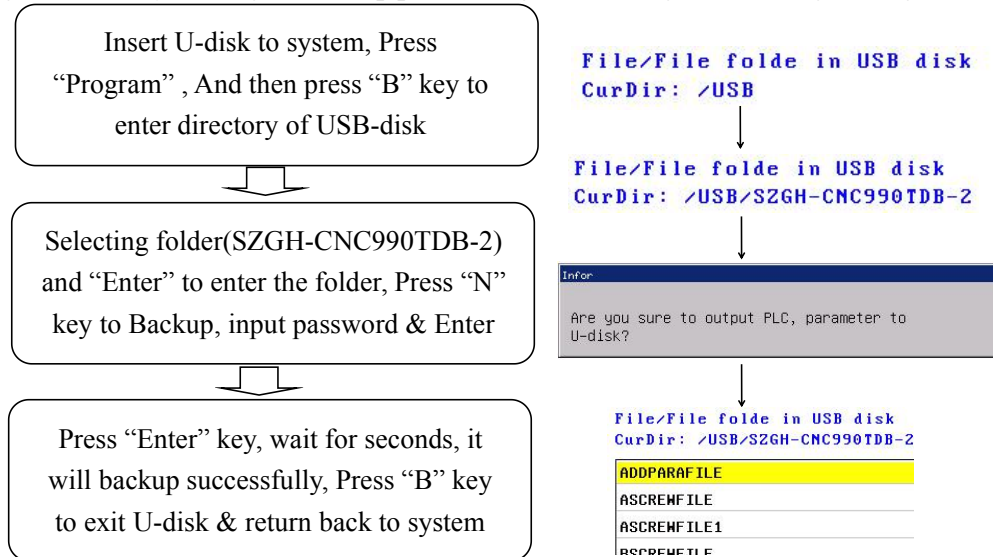 Insert U-disk to system, Press
“Program” , And then press “B” key to
enter directory of USB-disk
Selecting folder(SZGH-CNC990TDB-2)
and “Enter” to enter the folder, Press “N”
key to Backup, input password & Enter
Press “Enter” key, wait for seconds, it
will backup successfully, Press “B” key
to exit U-disk & return back to system
File/File folde in USB disk
CurDir: /USB
File/File folde in USB disk
CurDir: /USB/SZGH-CNC990TDB-2
Infor
Are you sure to output PLC, parameter to
U-disk?
File/File folde in USB disk
CurDir: /USB/SZGH-CNC990TDB-2
ADDPARAFILE
ASCREWFILE
ASCREWFILE1
BSCREWFILE